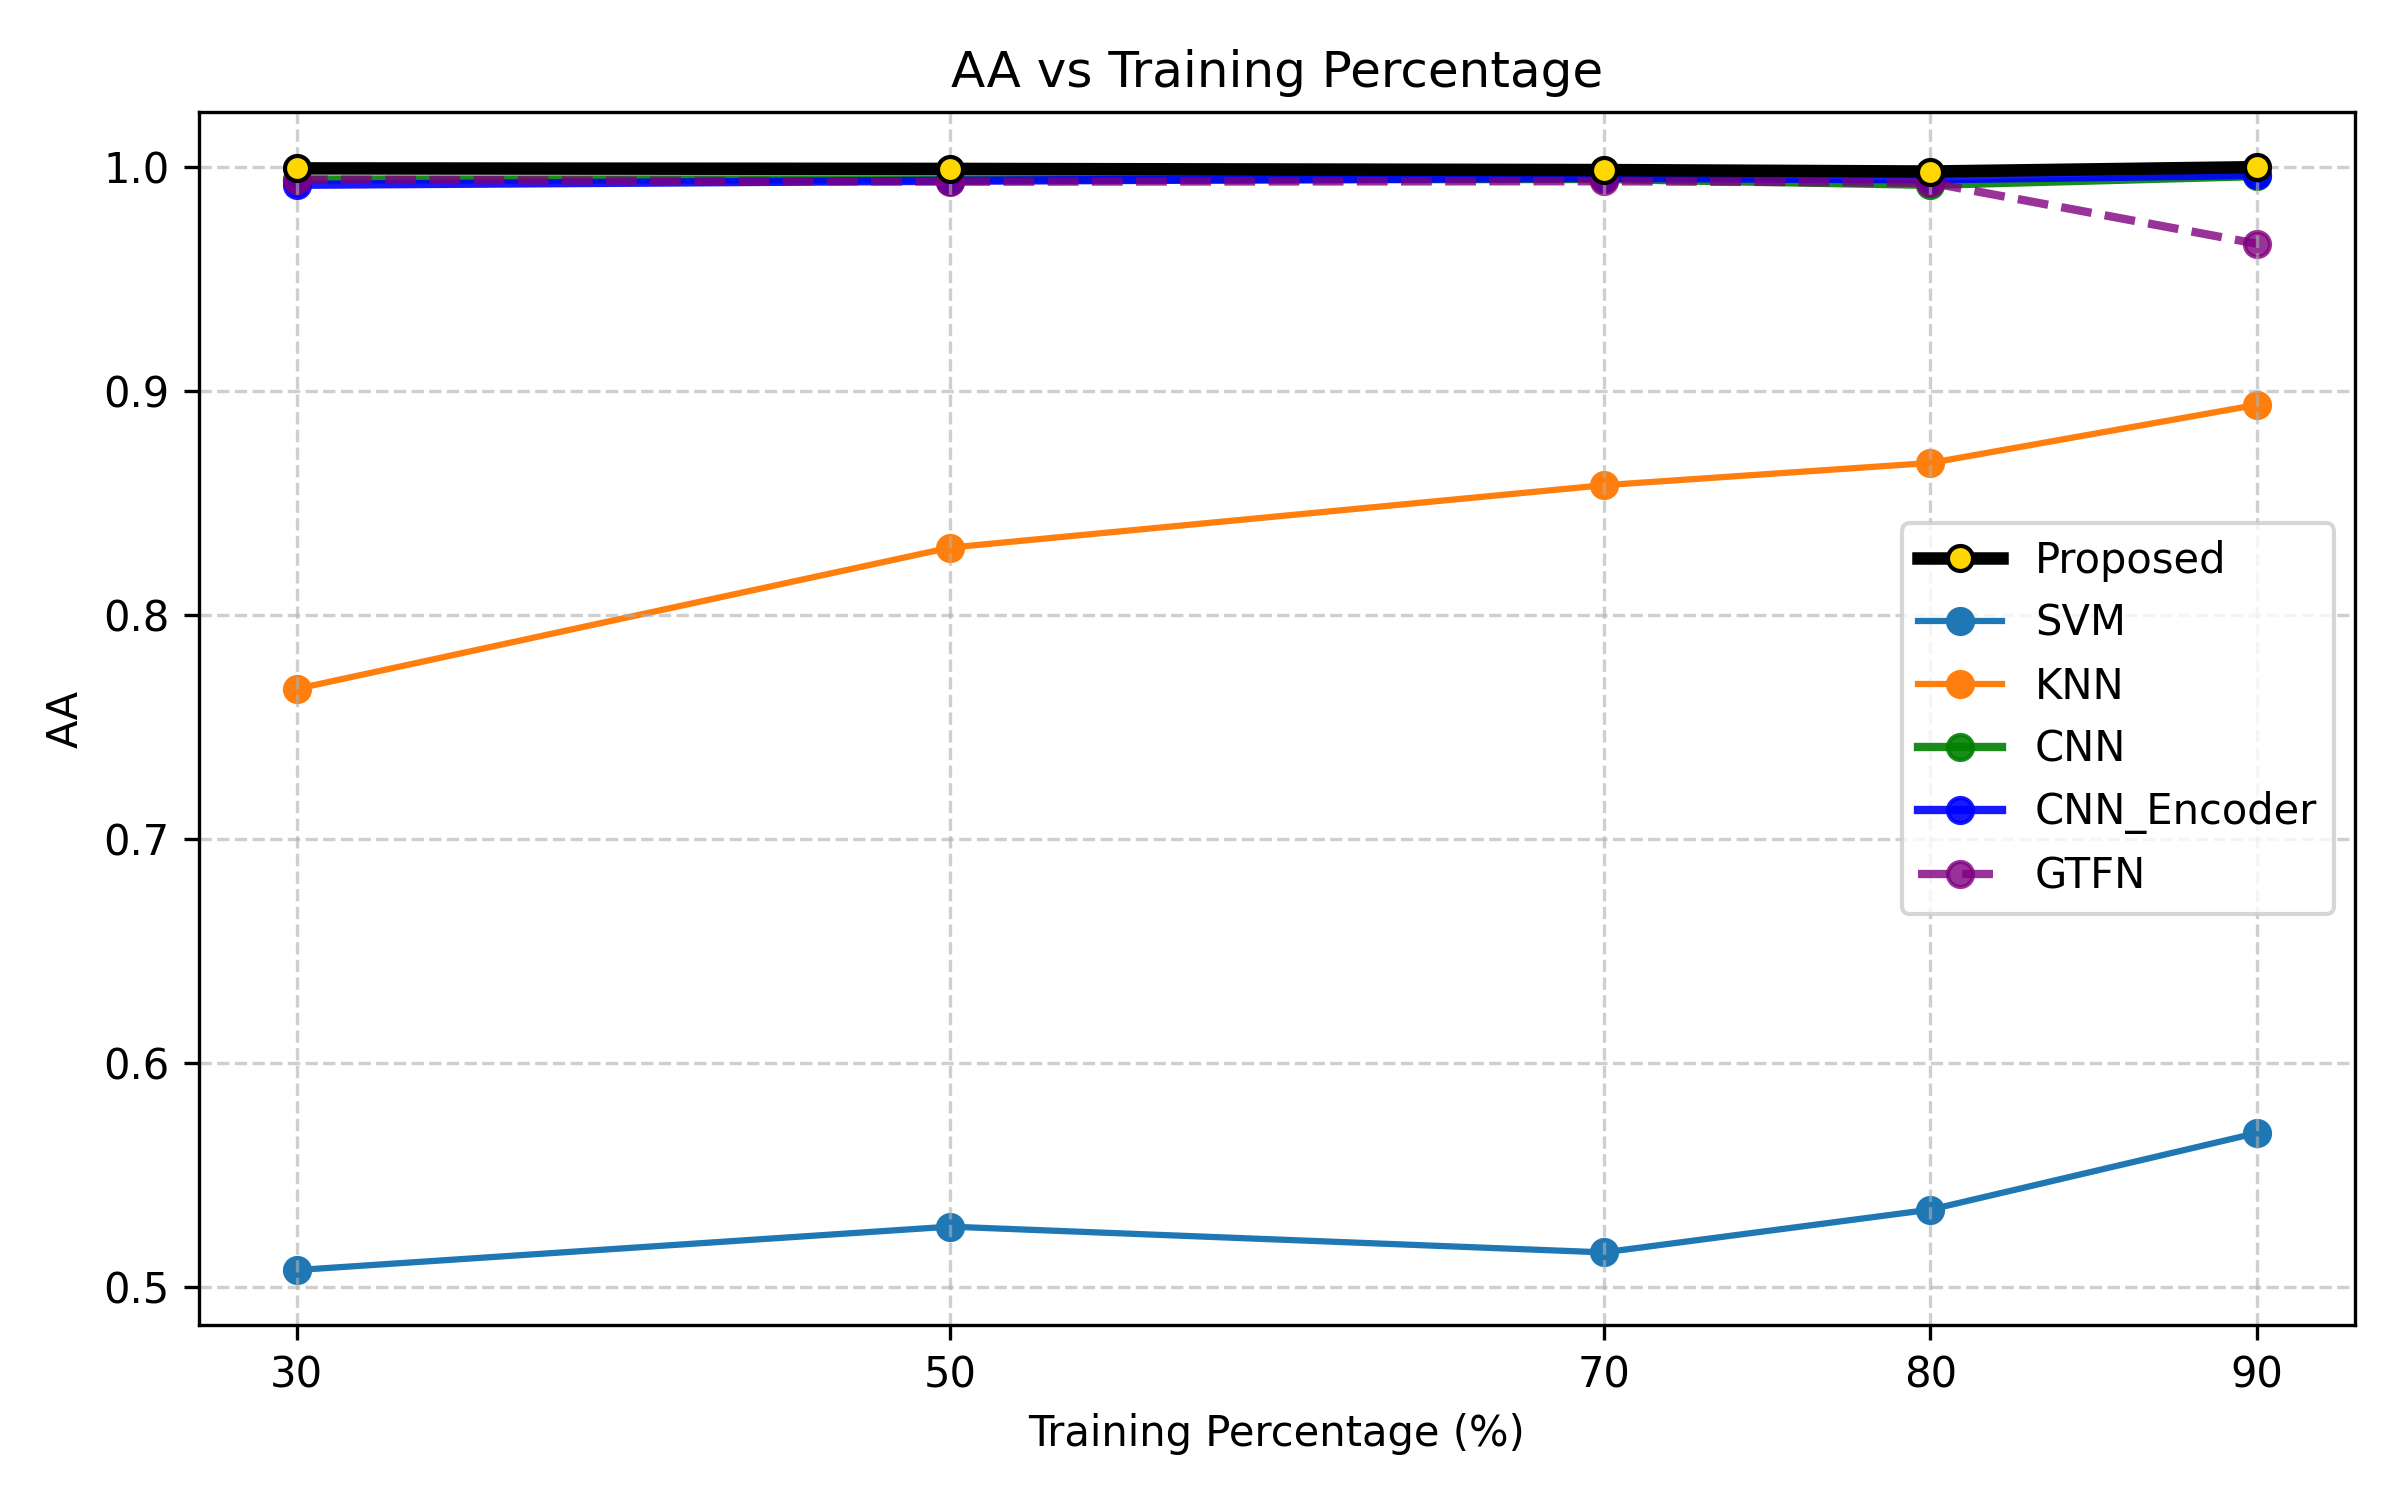 AA vs Training Percentage
1.0
0.9
0.8
0.7
0.6
0.5
AA
Proposed
SVM
KNN
CNN
CNN_Encoder
GTFN
30 50 70 80 90
Training Percentage (%)